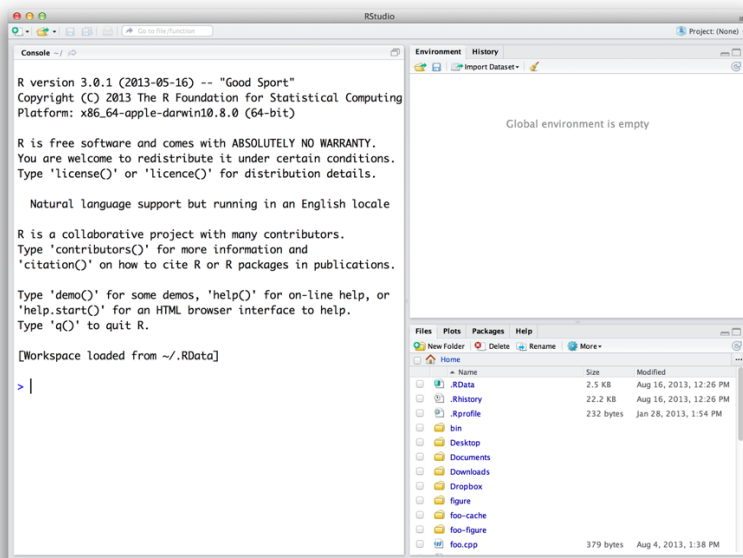 RStudio
Go to file/function
Project: (None)
Console ~/
R version 3.0.1 (2013-05-16) -- "Good Sport"
Copyright (C) 2013 The R Foundation for Statistical Computing
Platform: x86_64-apple-darwin10.8.0 (64-bit)
R is free software and comes with ABSOLUTELY NO WARRANTY.
You are welcome to redistribute it under certain conditions.
Type 'license()' or 'licence()' for distribution details.
Natural language support but running in an English locale
R is a collaborative project with many contributors.
Type 'contributors()' for more information and
'citation()' on how to cite R or R packages in publications.
Type 'demo()' for some demos, 'help()' for on-line help, or
'help.start()' for an HTML browser interface to help.
Type 'q()' to quit R.
[Workspace loaded from ~/.RData]
>
Environment History
Import Dataset
Global environment is empty
Files Plots Packages Help
New Folder Delete Rename More
Home
Name Size Modified
.RData 2.5 KB Aug 16, 2013, 12:26 PM
.Rhistory 22.2 KB Aug 16, 2013, 12:26 PM
.Rprofile 232 bytes Jan 28, 2013, 1:54 PM
bin
Desktop
Documents
Downloads
Dropbox
figure
foo-cache
foo-figure
foo.cpp 379 bytes Aug 4, 2013, 1:38 PM